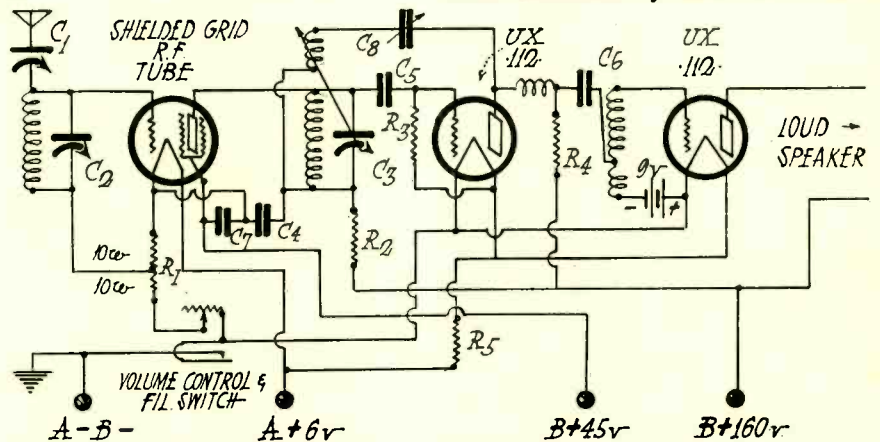 C1
SHIELDED GRID
R.F.
TUBE
C2
C7
C4
10ω
R1
10ω
VOLUME CONTROL &
FIL. SWITCH
C8
C5
R3
C3
R2
UX
·112·
R4
R5
C6
9v
- +
UX
·112·
LOUD →
SPEAKER
A-B-
A+6v
B+45v
B+160v